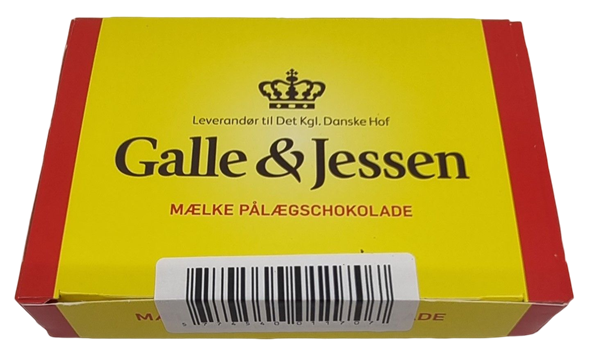 Leverandør til Det Kgl. Danske Hof
Galle & Jessen
MÆLKE PÅLÆGSCHOKOLADE